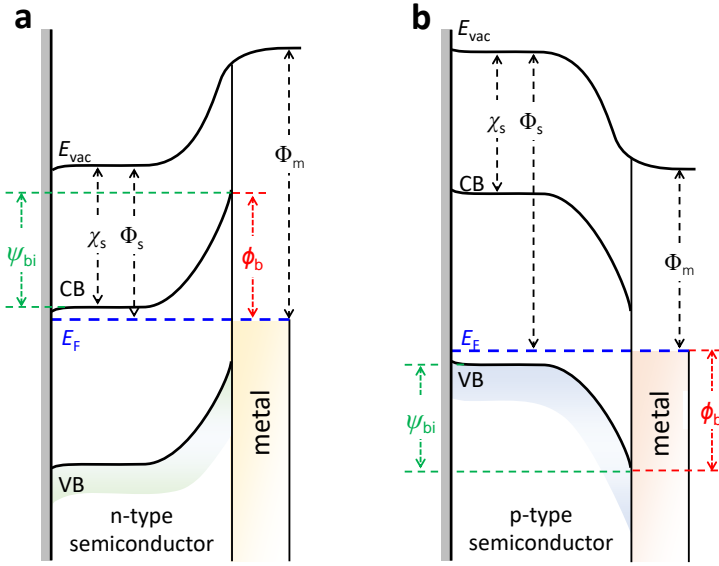 a
E_vac
χ_s
Φ_s
Φ_m
ψ_bi
ϕ_b
CB
E_F
VB
metal
n-type
semiconductor
b
E_vac
χ_s
Φ_s
CB
Φ_m
E_F
VB
ψ_bi
ϕ_b
metal
p-type
semiconductor